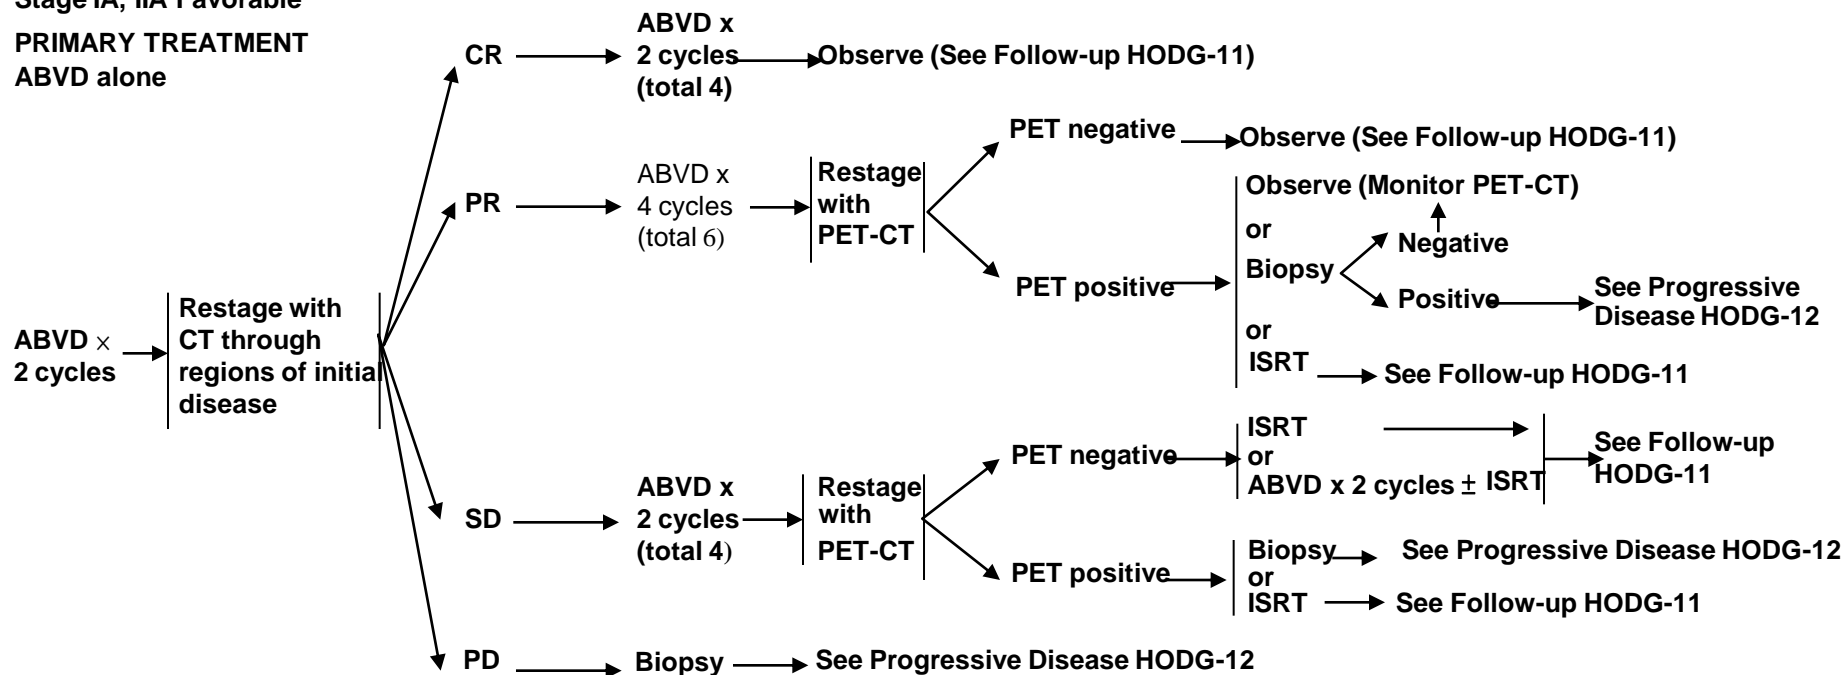 Stage IA, IIA Favorable
PRIMARY TREATMENT
ABVD alone
ABVD ×
2 cycles
Restage with
CT through
regions of initial
disease
CR
ABVD x
2 cycles
(total 4)
Observe (See Follow-up HODG-11)
PR
ABVD x
4 cycles
(total 6)
Restage
with
PET-CT
PET negative
Observe (See Follow-up HODG-11)
PET positive
Observe (Monitor PET-CT)
or
Biopsy
Negative
Positive
See Progressive
Disease HODG-12
or
ISRT
See Follow-up HODG-11
SD
ABVD x
2 cycles
(total 4)
Restage
with
PET-CT
PET negative
ISRT
or
ABVD x 2 cycles ± ISRT
See Follow-up
HODG-11
PET positive
Biopsy
See Progressive Disease HODG-12
or
ISRT
See Follow-up HODG-11
PD
Biopsy
See Progressive Disease HODG-12